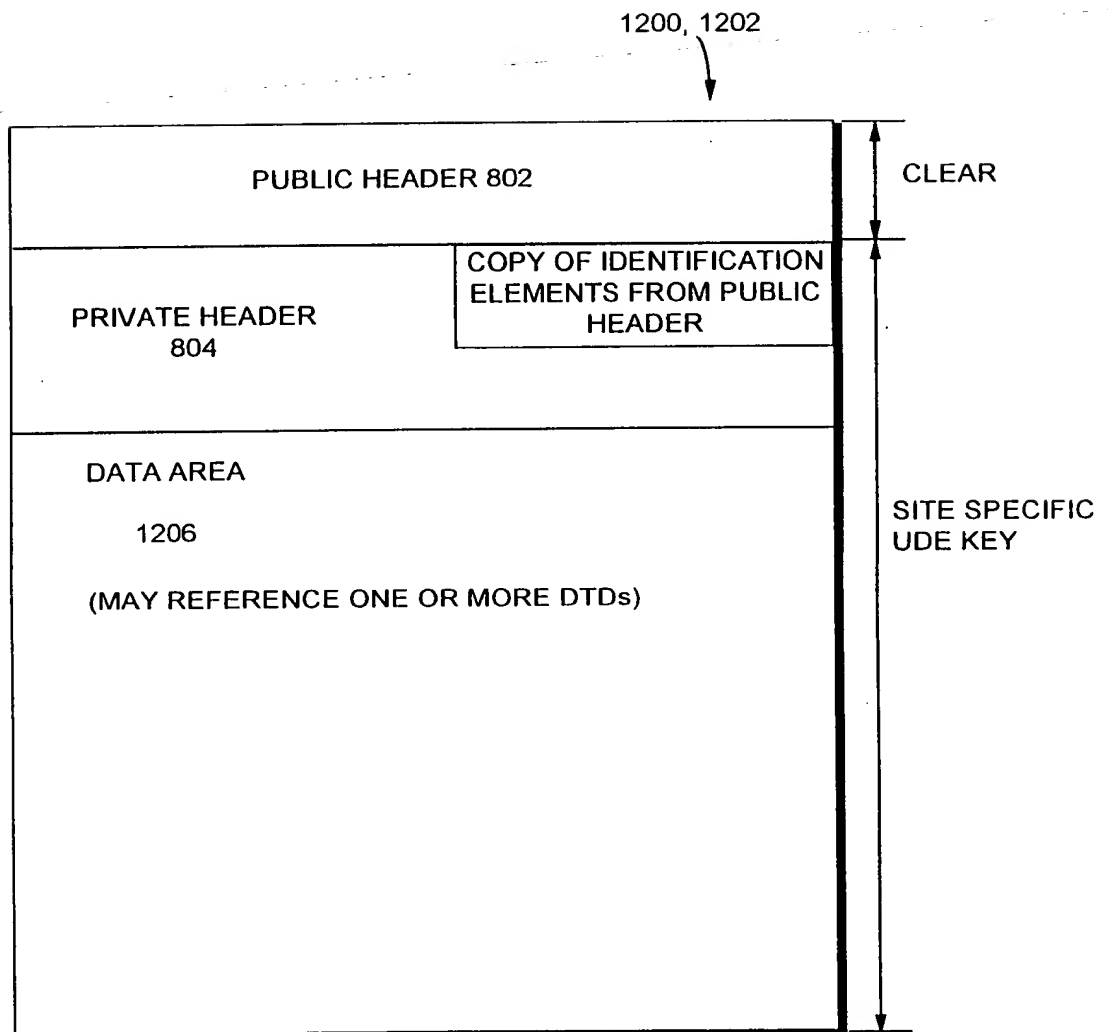 1200, 1202
PUBLIC HEADER 802
CLEAR
PRIVATE HEADER
804
COPY OF IDENTIFICATION
ELEMENTS FROM PUBLIC
HEADER
DATA AREA
1206
(MAY REFERENCE ONE OR MORE DTDs)
SITE SPECIFIC
UDE KEY